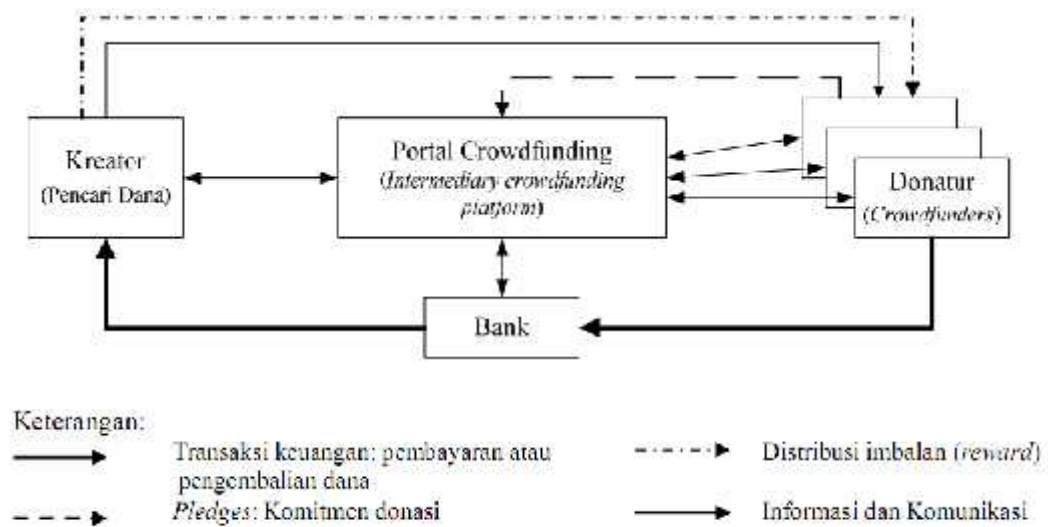 Kreator
(Pencari Dana)
Portal Crowdfunding
(Intermediary crowdfunding
platform)
Donatur
(Crowdfunders)
Bank
Keterangan:
Transaksi keuangan: pembayaran atau
pengembalian dana
Pledges: Komitmen donasi
Distribusi imbalan (reward)
Informasi dan Komunikasi